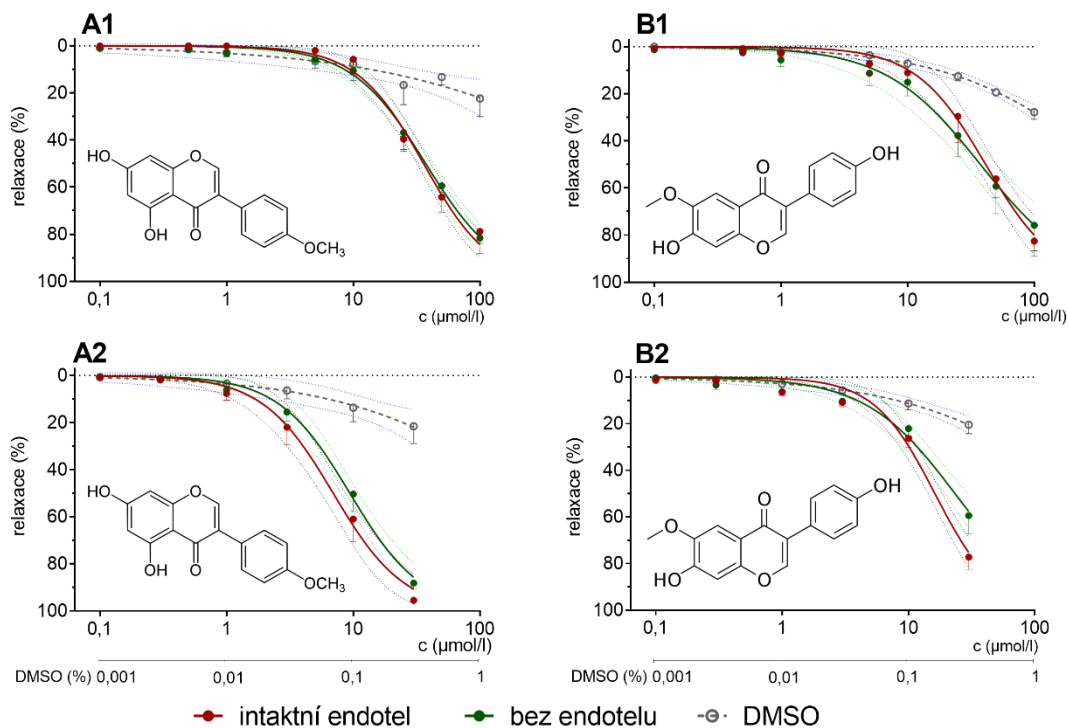 A1
relaxace (%)
0
20
40
60
80
100
HO
O
OH
O
OCH₃
0,1
1
10
100
c (µmol/l)
B1
relaxace (%)
0
20
40
60
80
100
O
OH
O
HO
O
0,1
1
10
100
c (µmol/l)
A2
relaxace (%)
0
20
40
60
80
100
HO
O
OH
O
OCH₃
0,1
1
10
100
c (µmol/l)
DMSO (%) 0,001
0,01
0,1
1
B2
relaxace (%)
0
20
40
60
80
100
O
OH
O
HO
O
0,1
1
10
100
c (µmol/l)
DMSO (%) 0,001
0,01
0,1
1
intaktní endotel
bez endotelu
DMSO